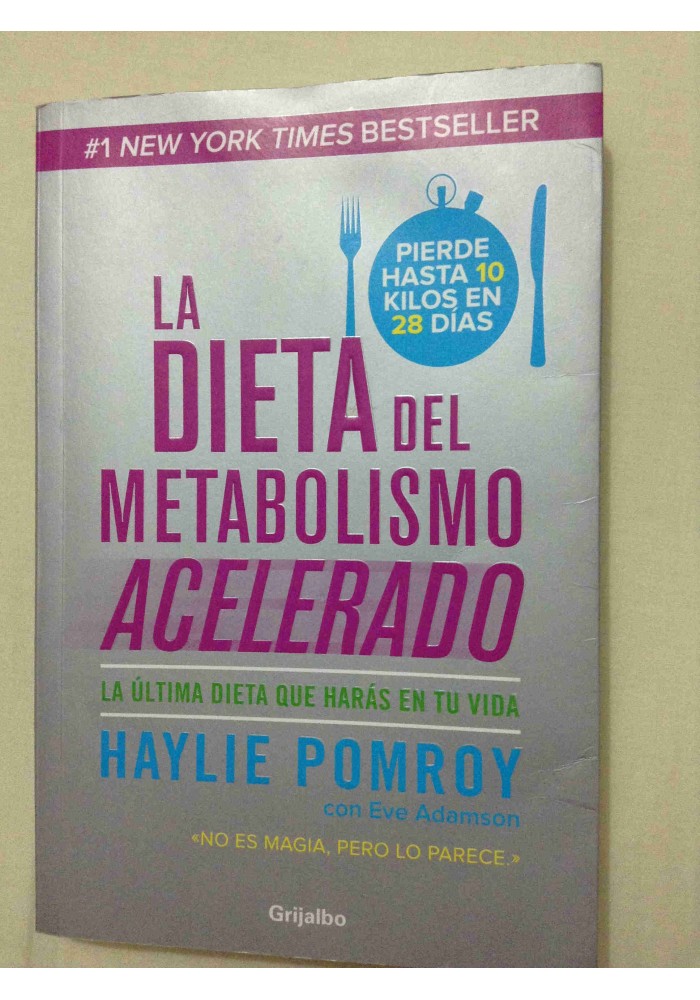 #1 NEW YORK TIMES BESTSELLER
PIERDE
HASTA 10
KILOS EN
28 DÍAS
LA
DIETA DEL
METABOLISMO
ACELERADO
LA ÚLTIMA DIETA QUE HARÁS EN TU VIDA
HAYLIE POMROY
con Eve Adamson
«NO ES MAGIA, PERO LO PARECE.»
Grijalbo